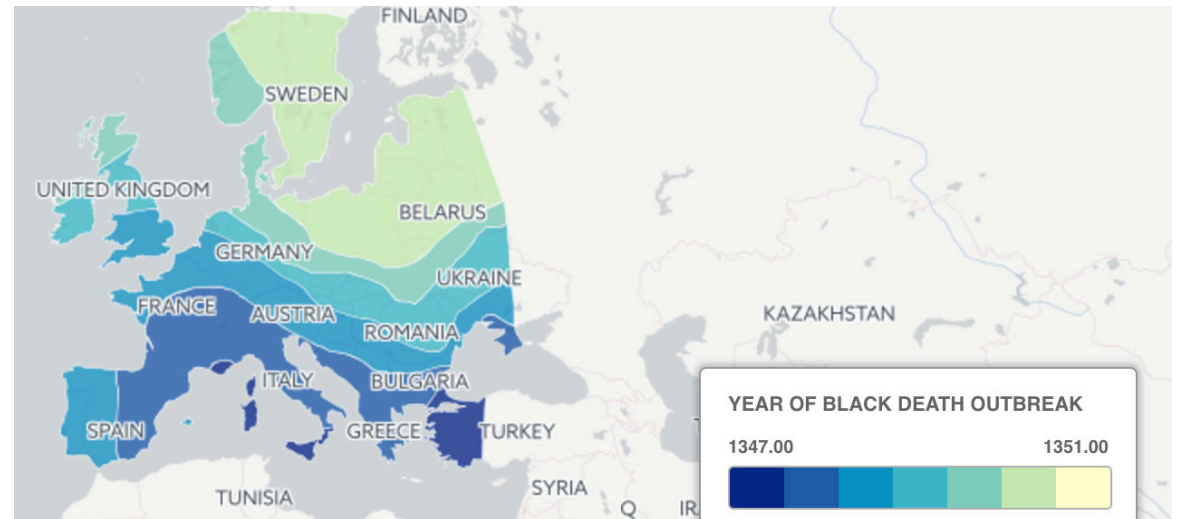 FINLAND
SWEDEN
UNITED KINGDOM
BELARUS
GERMANY
UKRAINE
FRANCE
AUSTRIA
KAZAKHSTAN
ROMANIA
ITALY
BULGARIA
SPAIN
GREECE
TURKEY
TUNISIA
SYRIA
YEAR OF BLACK DEATH OUTBREAK
1347.00 1351.00